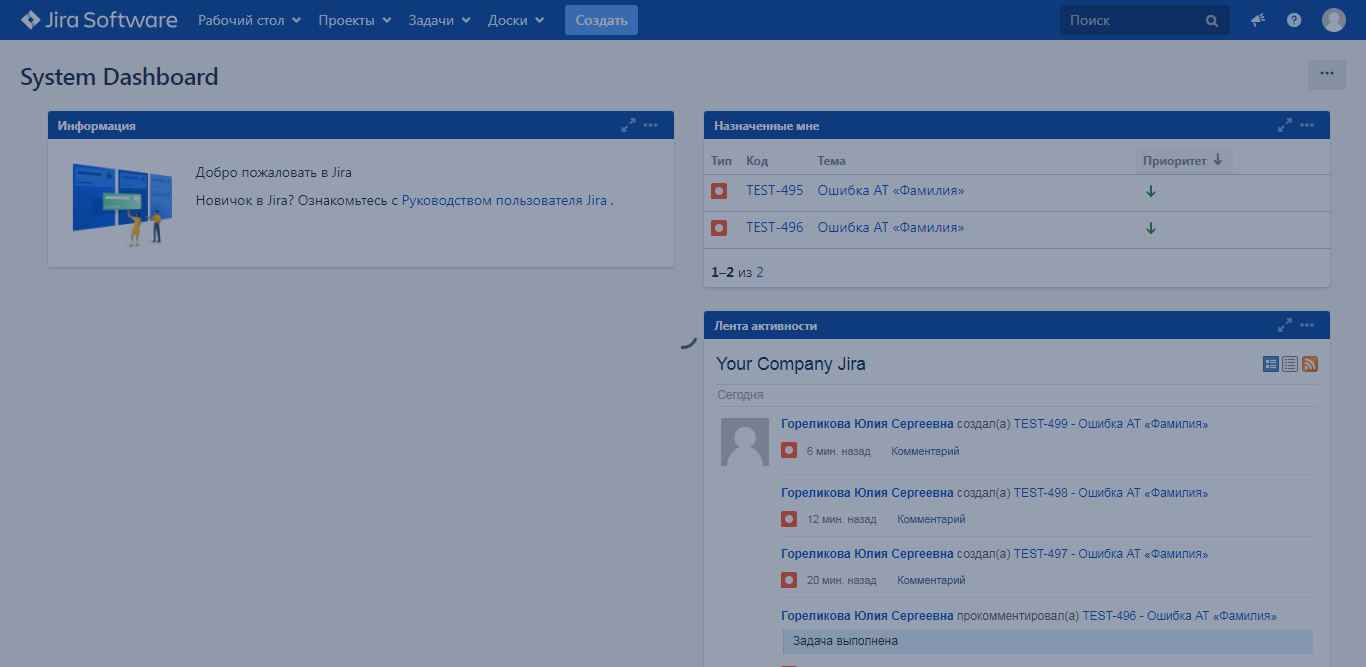 Jira Software Рабочий стол Проекты Задачи Доски Создать Поиск
System Dashboard
Информация
Добро пожаловать в Jira
Новичок в Jira? Ознакомьтесь с Руководством пользователя Jira .
Назначенные мне
Тип Код Тема Приоритет
TEST-495 Ошибка АТ «Фамилия»
TEST-496 Ошибка АТ «Фамилия»
1–2 из 2
Лента активности
Your Company Jira
Сегодня
Гореликова Юлия Сергеевна создал(а) TEST-499 - Ошибка АТ «Фамилия»
6 мин. назад Комментарий
Гореликова Юлия Сергеевна создал(а) TEST-498 - Ошибка АТ «Фамилия»
12 мин. назад Комментарий
Гореликова Юлия Сергеевна создал(а) TEST-497 - Ошибка АТ «Фамилия»
20 мин. назад Комментарий
Гореликова Юлия Сергеевна прокомментировал(а) TEST-496 - Ошибка АТ «Фамилия»
Задача выполнена